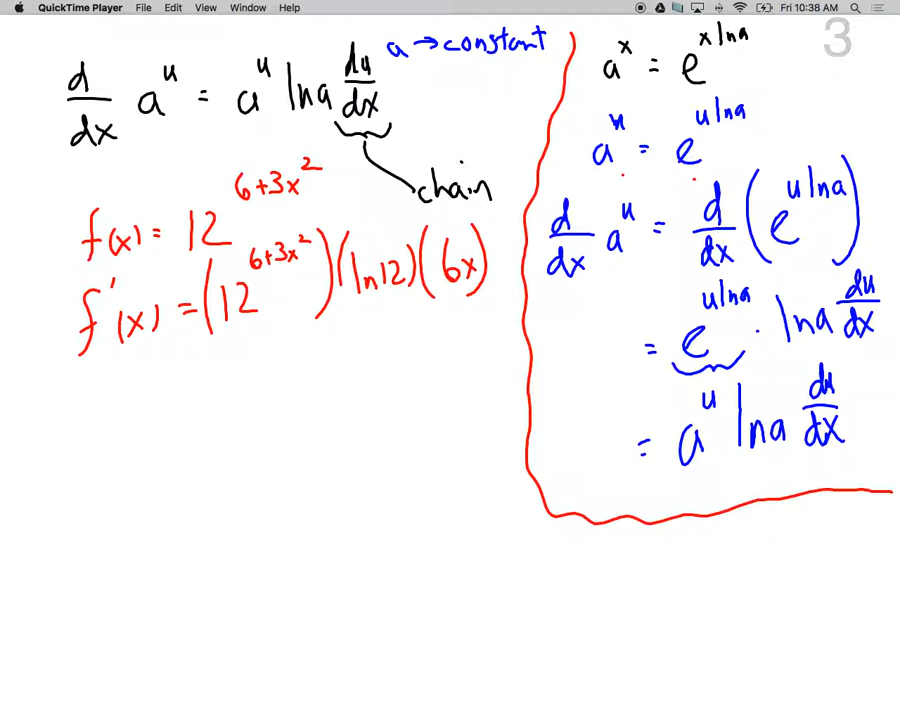 QuickTime Player File Edit View Window Help Fri 10:38 AM
3
d/dx a^u = a^u ln a du/dx
a → constant
chain
f(x) = 12^(6+3x^2)
f'(x) = (12^(6+3x^2))(ln 12)(6x)
a^x = e^(x ln a)
a^u = e^(u ln a)
d/dx a^u = d/dx (e^(u ln a))
= e^(u ln a) · ln a du/dx
= a^u ln a du/dx